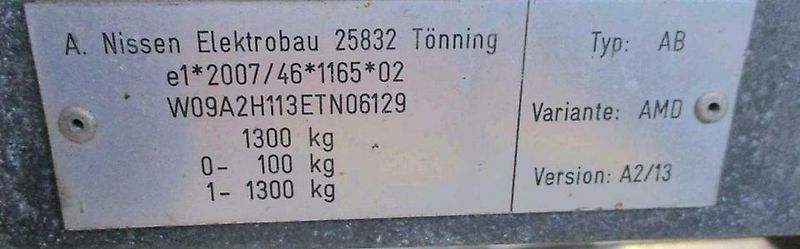 A. Nissen Elektrobau 25832 Tönning
e1*2007/46*1165*02
W09A2H113ETN06129
1300 kg
0- 100 kg
1- 1300 kg
Typ: AB
Variante: AMD
Version: A2/13